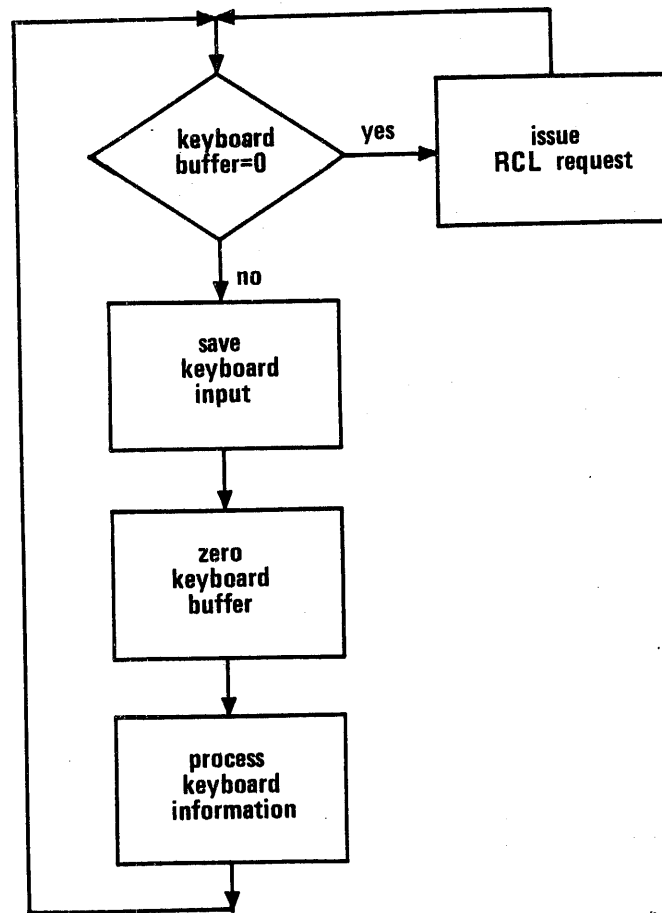 keyboard
buffer=0
yes
issue
RCL request
no
save
keyboard
input
zero
keyboard
buffer
process
keyboard
information